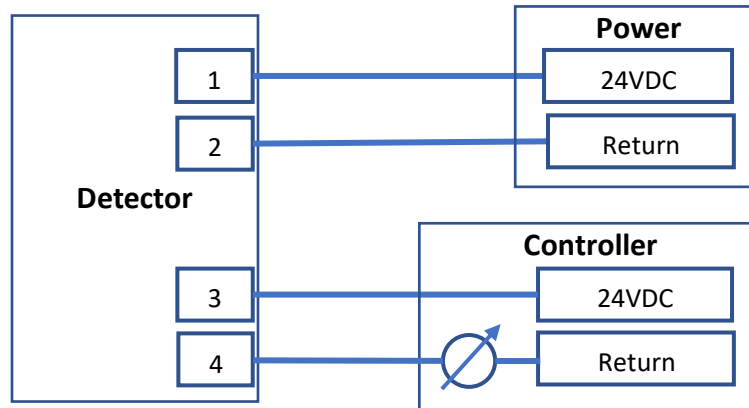 Power
1
24VDC
2
Return
Detector
Controller
3
24VDC
4
Return